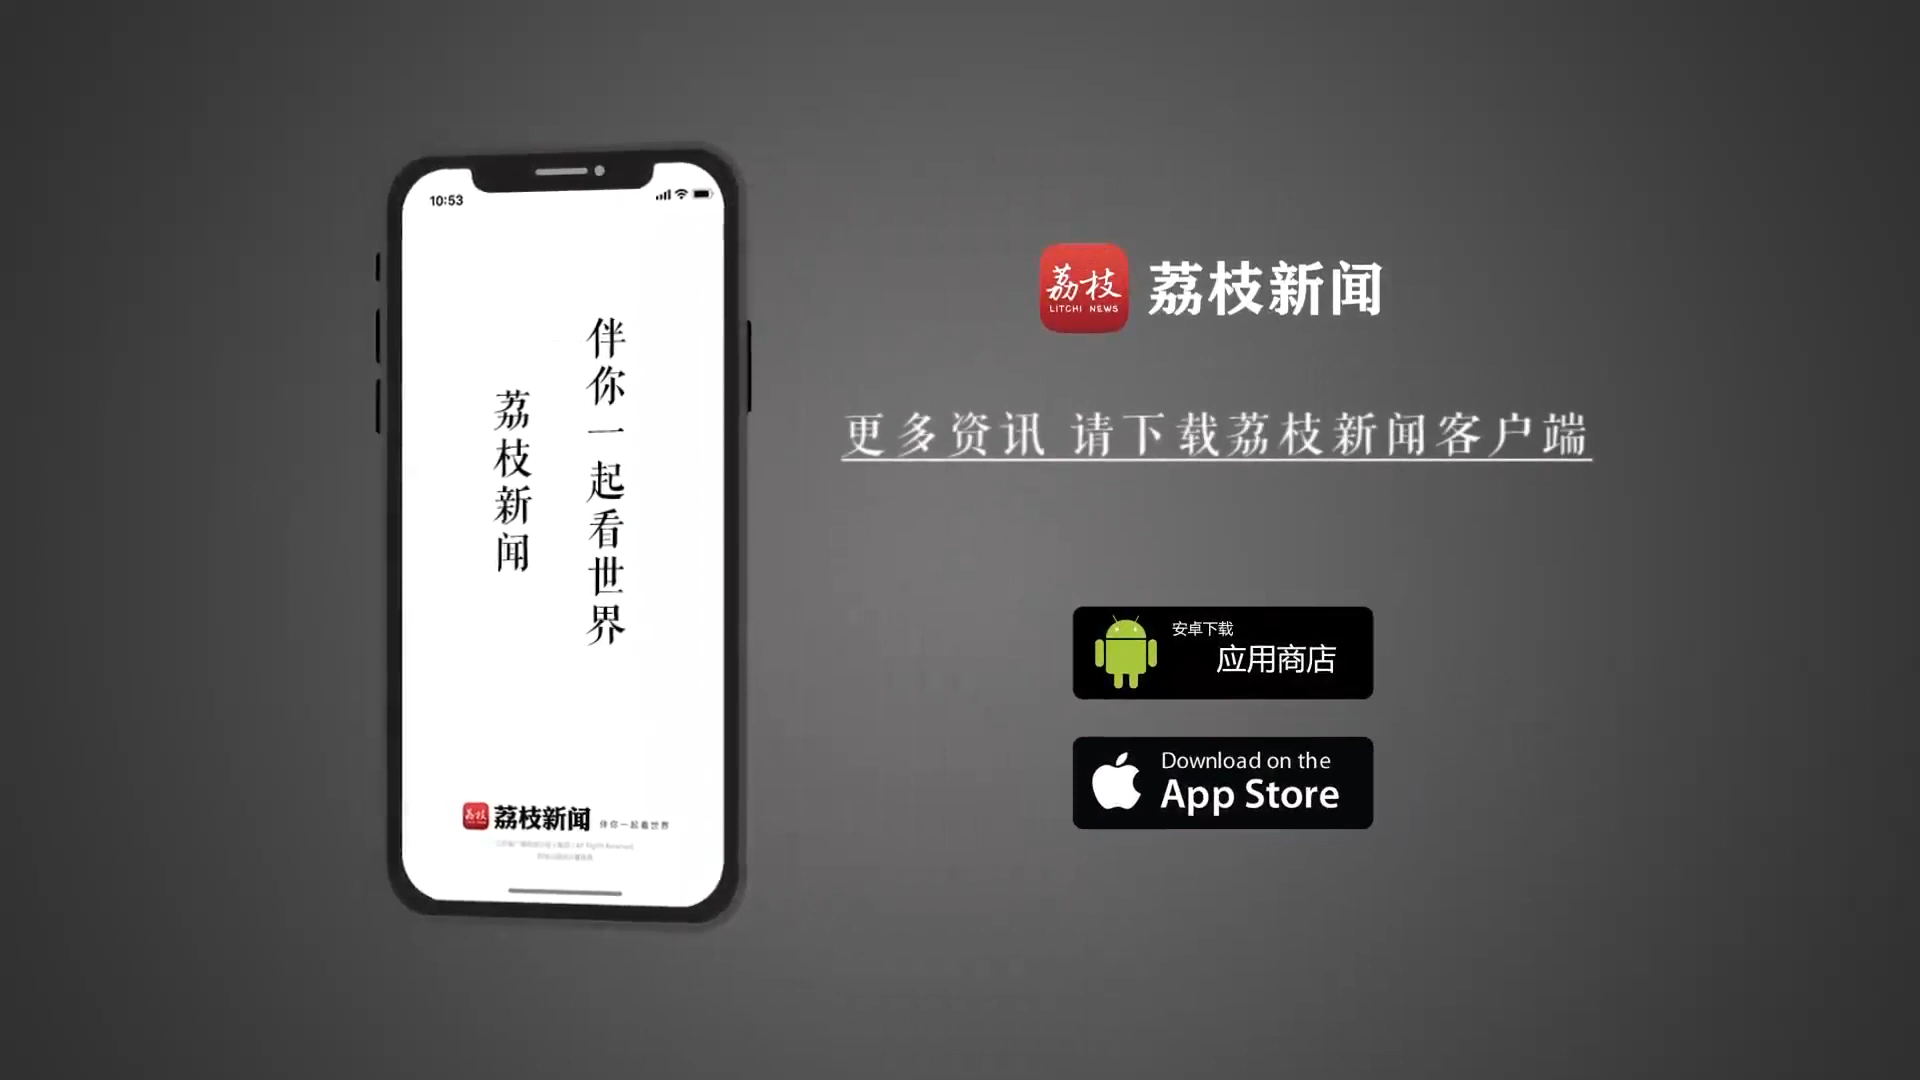 10:53
伴你一起看世界
荔枝新闻
荔枝新闻 伴你一起看世界
荔枝 荔枝新闻
LITCHI NEWS
更多资讯 请下载荔枝新闻客户端
安卓下载
应用商店
Download on the
App Store